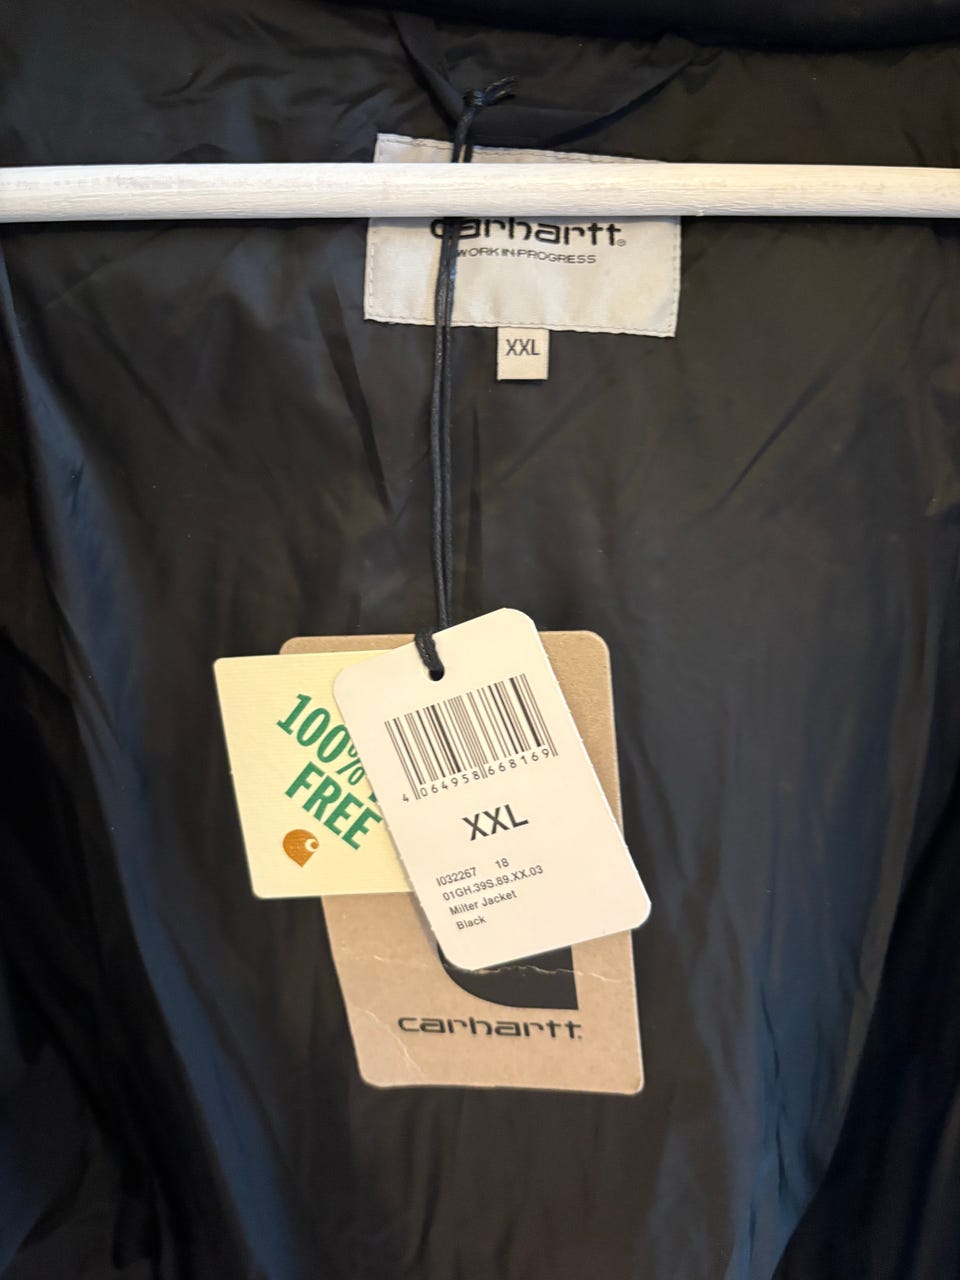 carhartt®
WORK IN PROGRESS
XXL
100%
FREE
4 064958 668169
XXL
I032267 18
01GH.39S.89.XX.03
Milter Jacket
Black
carhartt